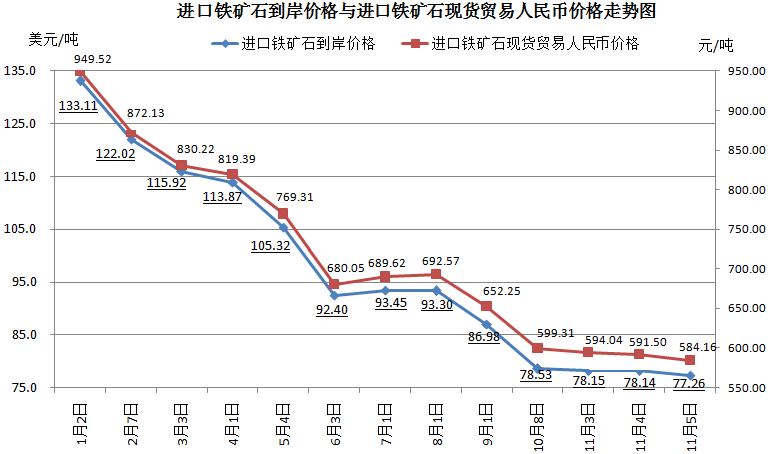 进口铁矿石到岸价格与进口铁矿石现货贸易人民币价格走势图
美元/吨
进口铁矿石到岸价格
进口铁矿石现货贸易人民币价格
元/吨
135.0
125.0
115.0
105.0
95.0
85.0
75.0
949.52
872.13
830.22
819.39
769.31
680.05
689.62
692.57
652.25
599.31
594.04
591.50
584.16
133.11
122.02
115.92
113.87
105.32
92.40
93.45
93.30
86.98
78.53
78.15
78.14
77.26
950.00
900.00
850.00
800.00
750.00
700.00
650.00
600.00
550.00
1月2日
2月7日
3月3日
4月1日
5月4日
6月3日
7月1日
8月1日
9月1日
10月8日
11月3日
11月4日
11月5日